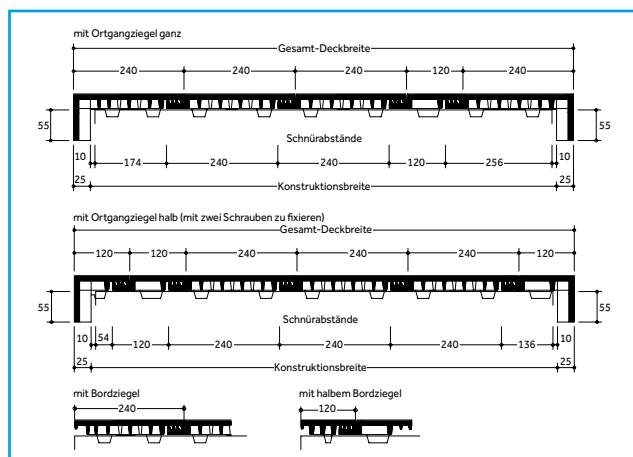 mit Ortgangziegel ganz
Gesamt-Deckbreite
240 240 240 120 240
55 55
Schnürabstände
10 174 240 240 120 256 10
25 Konstruktionsbreite 25
mit Ortgangziegel halb (mit zwei Schrauben zu fixieren)
Gesamt-Deckbreite
120 120 240 240 240 120
55 55
Schnürabstände
10 54 120 240 240 240 136 10
25 Konstruktionsbreite 25
mit Bordziegel mit halbem Bordziegel
240 120